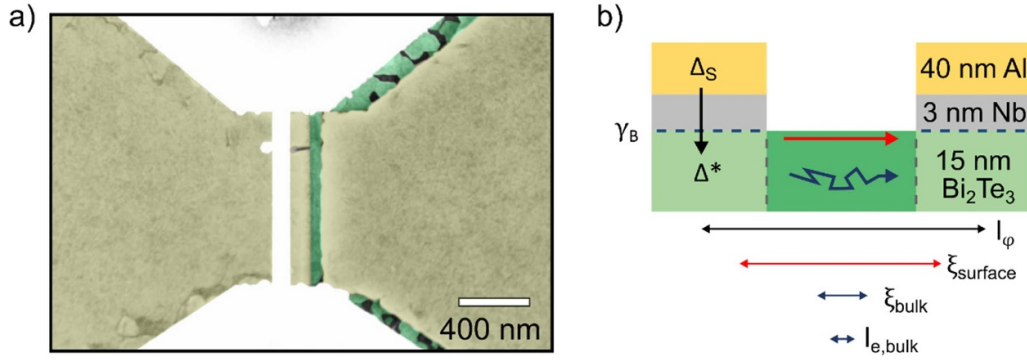 a)
400 nm
b)
Δ_S
40 nm Al
3 nm Nb
γ_B
Δ*
15 nm
Bi₂Te₃
l_φ
ξ_surface
ξ_bulk
l_e,bulk